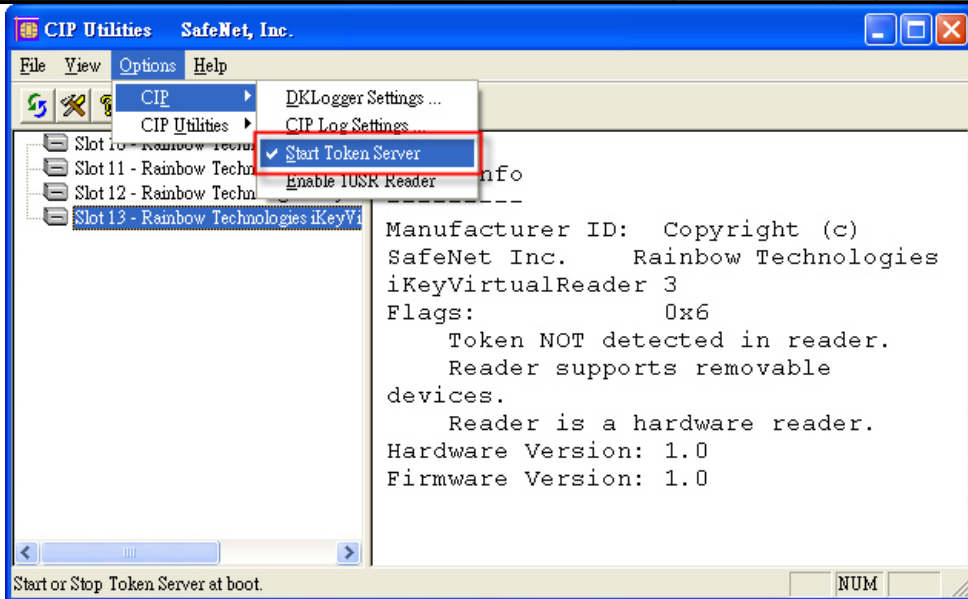 CIP Utilities SafeNet, Inc.
File View Options Help
CIP
CIP Utilities
DKLogger Settings ...
CIP Log Settings ...
Start Token Server
Enable 1USR Reader
Slot 10 - Rainbow
Slot 11 - Rainbow Techn
Slot 12 - Rainbow Techn
Slot 13 - Rainbow Technologies iKeyVi
nfo
---------
Manufacturer ID: Copyright (c)
SafeNet Inc. Rainbow Technologies
iKeyVirtualReader 3
Flags: 0x6
Token NOT detected in reader.
Reader supports removable
devices.
Reader is a hardware reader.
Hardware Version: 1.0
Firmware Version: 1.0
Start or Stop Token Server at boot.
NUM